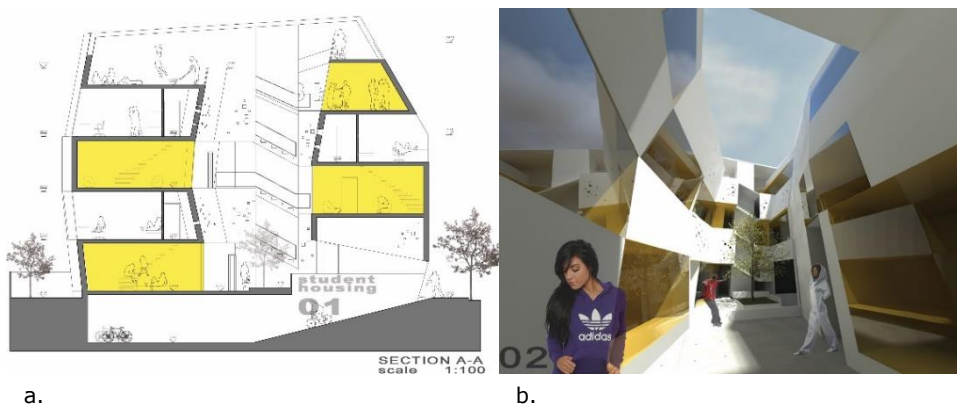 student
housing
01
SECTION A-A
scale 1:100
adidas
02
a.
b.